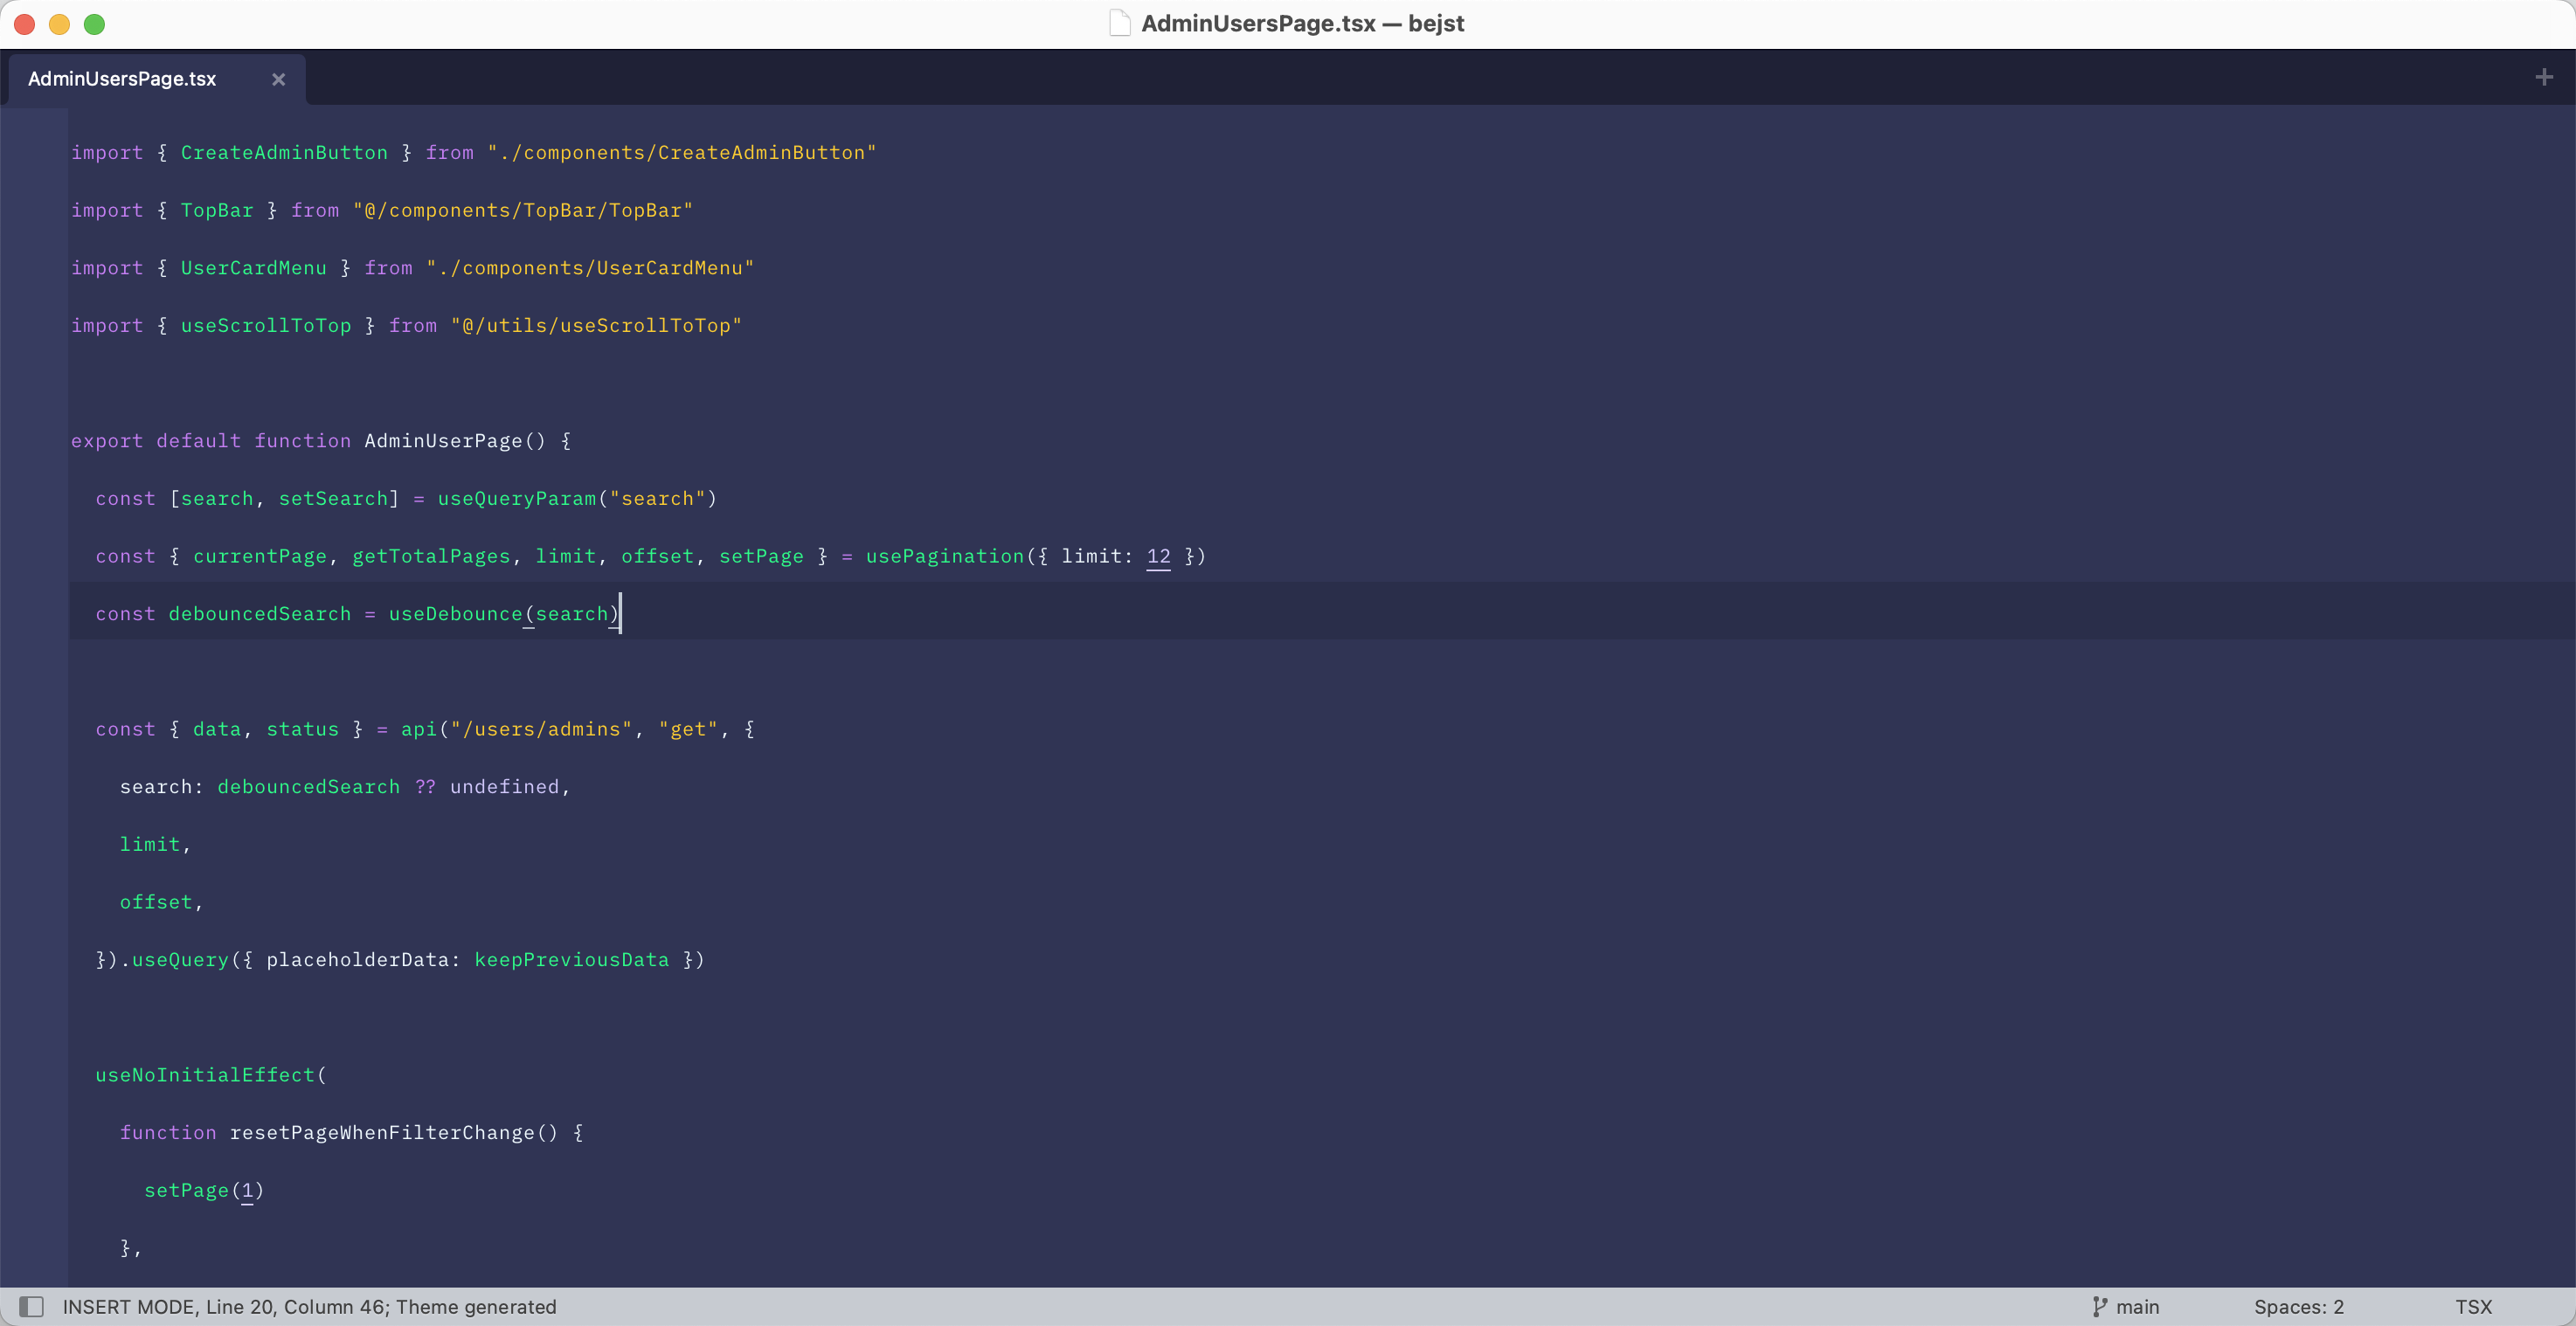 AdminUsersPage.tsx — bejst
AdminUsersPage.tsx
import { CreateAdminButton } from "./components/CreateAdminButton"
import { TopBar } from "@/components/TopBar/TopBar"
import { UserCardMenu } from "./components/UserCardMenu"
import { useScrollToTop } from "@/utils/useScrollToTop"
export default function AdminUserPage() {
  const [search, setSearch] = useQueryParam("search")
  const { currentPage, getTotalPages, limit, offset, setPage } = usePagination({ limit: 12 })
  const debouncedSearch = useDebounce(search)
  const { data, status } = api("/users/admins", "get", {
    search: debouncedSearch ?? undefined,
    limit,
    offset,
  }).useQuery({ placeholderData: keepPreviousData })
  useNoInitialEffect(
    function resetPageWhenFilterChange() {
      setPage(1)
    },
INSERT MODE, Line 20, Column 46; Theme generated
main
Spaces: 2
TSX